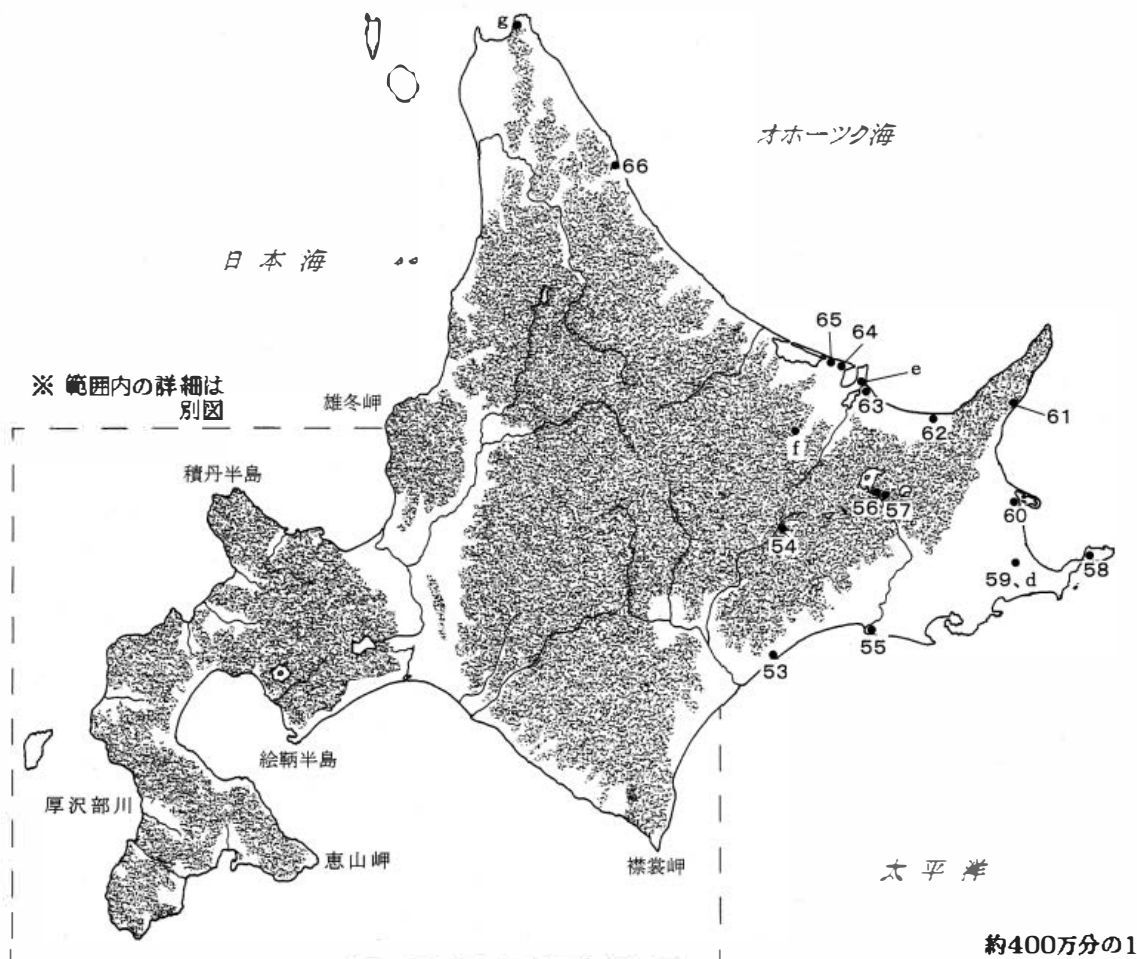 g
オホーツク海
66
日本海
65
64
e
※ 範囲内の詳細は
別図
雄冬岬
63
61
62
f
積丹半島
56
57
60
54
58
59、d
55
53
絵鞆半島
厚沢部川
恵山岬
襟裳岬
太平洋
約400万分の1